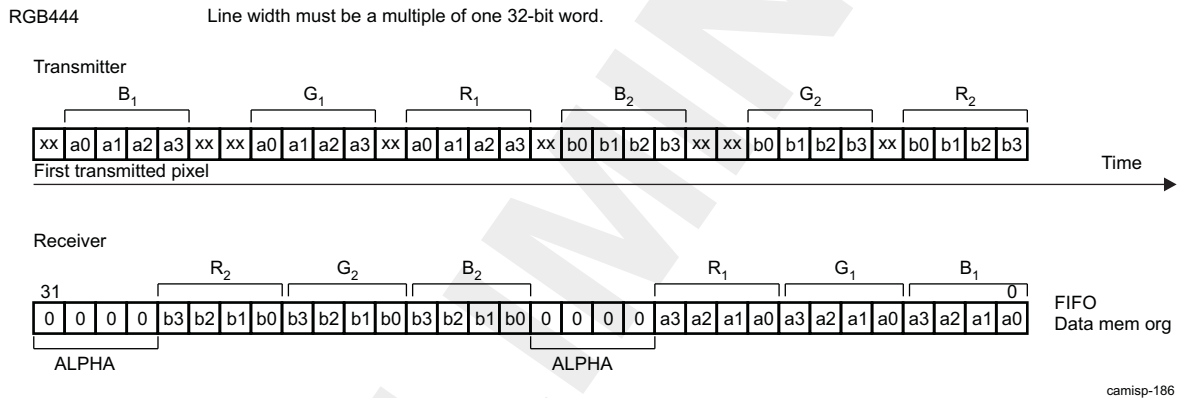 RGB444 Line width must be a multiple of one 32-bit word.
Transmitter
B1 G1 R1 B2 G2 R2
xx a0 a1 a2 a3 xx xx a0 a1 a2 a3 xx a0 a1 a2 a3 xx b0 b1 b2 b3 xx xx b0 b1 b2 b3 xx b0 b1 b2 b3
Time
First transmitted pixel
Receiver
R2 G2 B2 R1 G1 B1
31 0
0 0 0 0 b3 b2 b1 b0 b3 b2 b1 b0 b3 b2 b1 b0 0 0 0 0 a3 a2 a1 a0 a3 a2 a1 a0 a3 a2 a1 a0
FIFO
Data mem org
ALPHA ALPHA
camisp-186